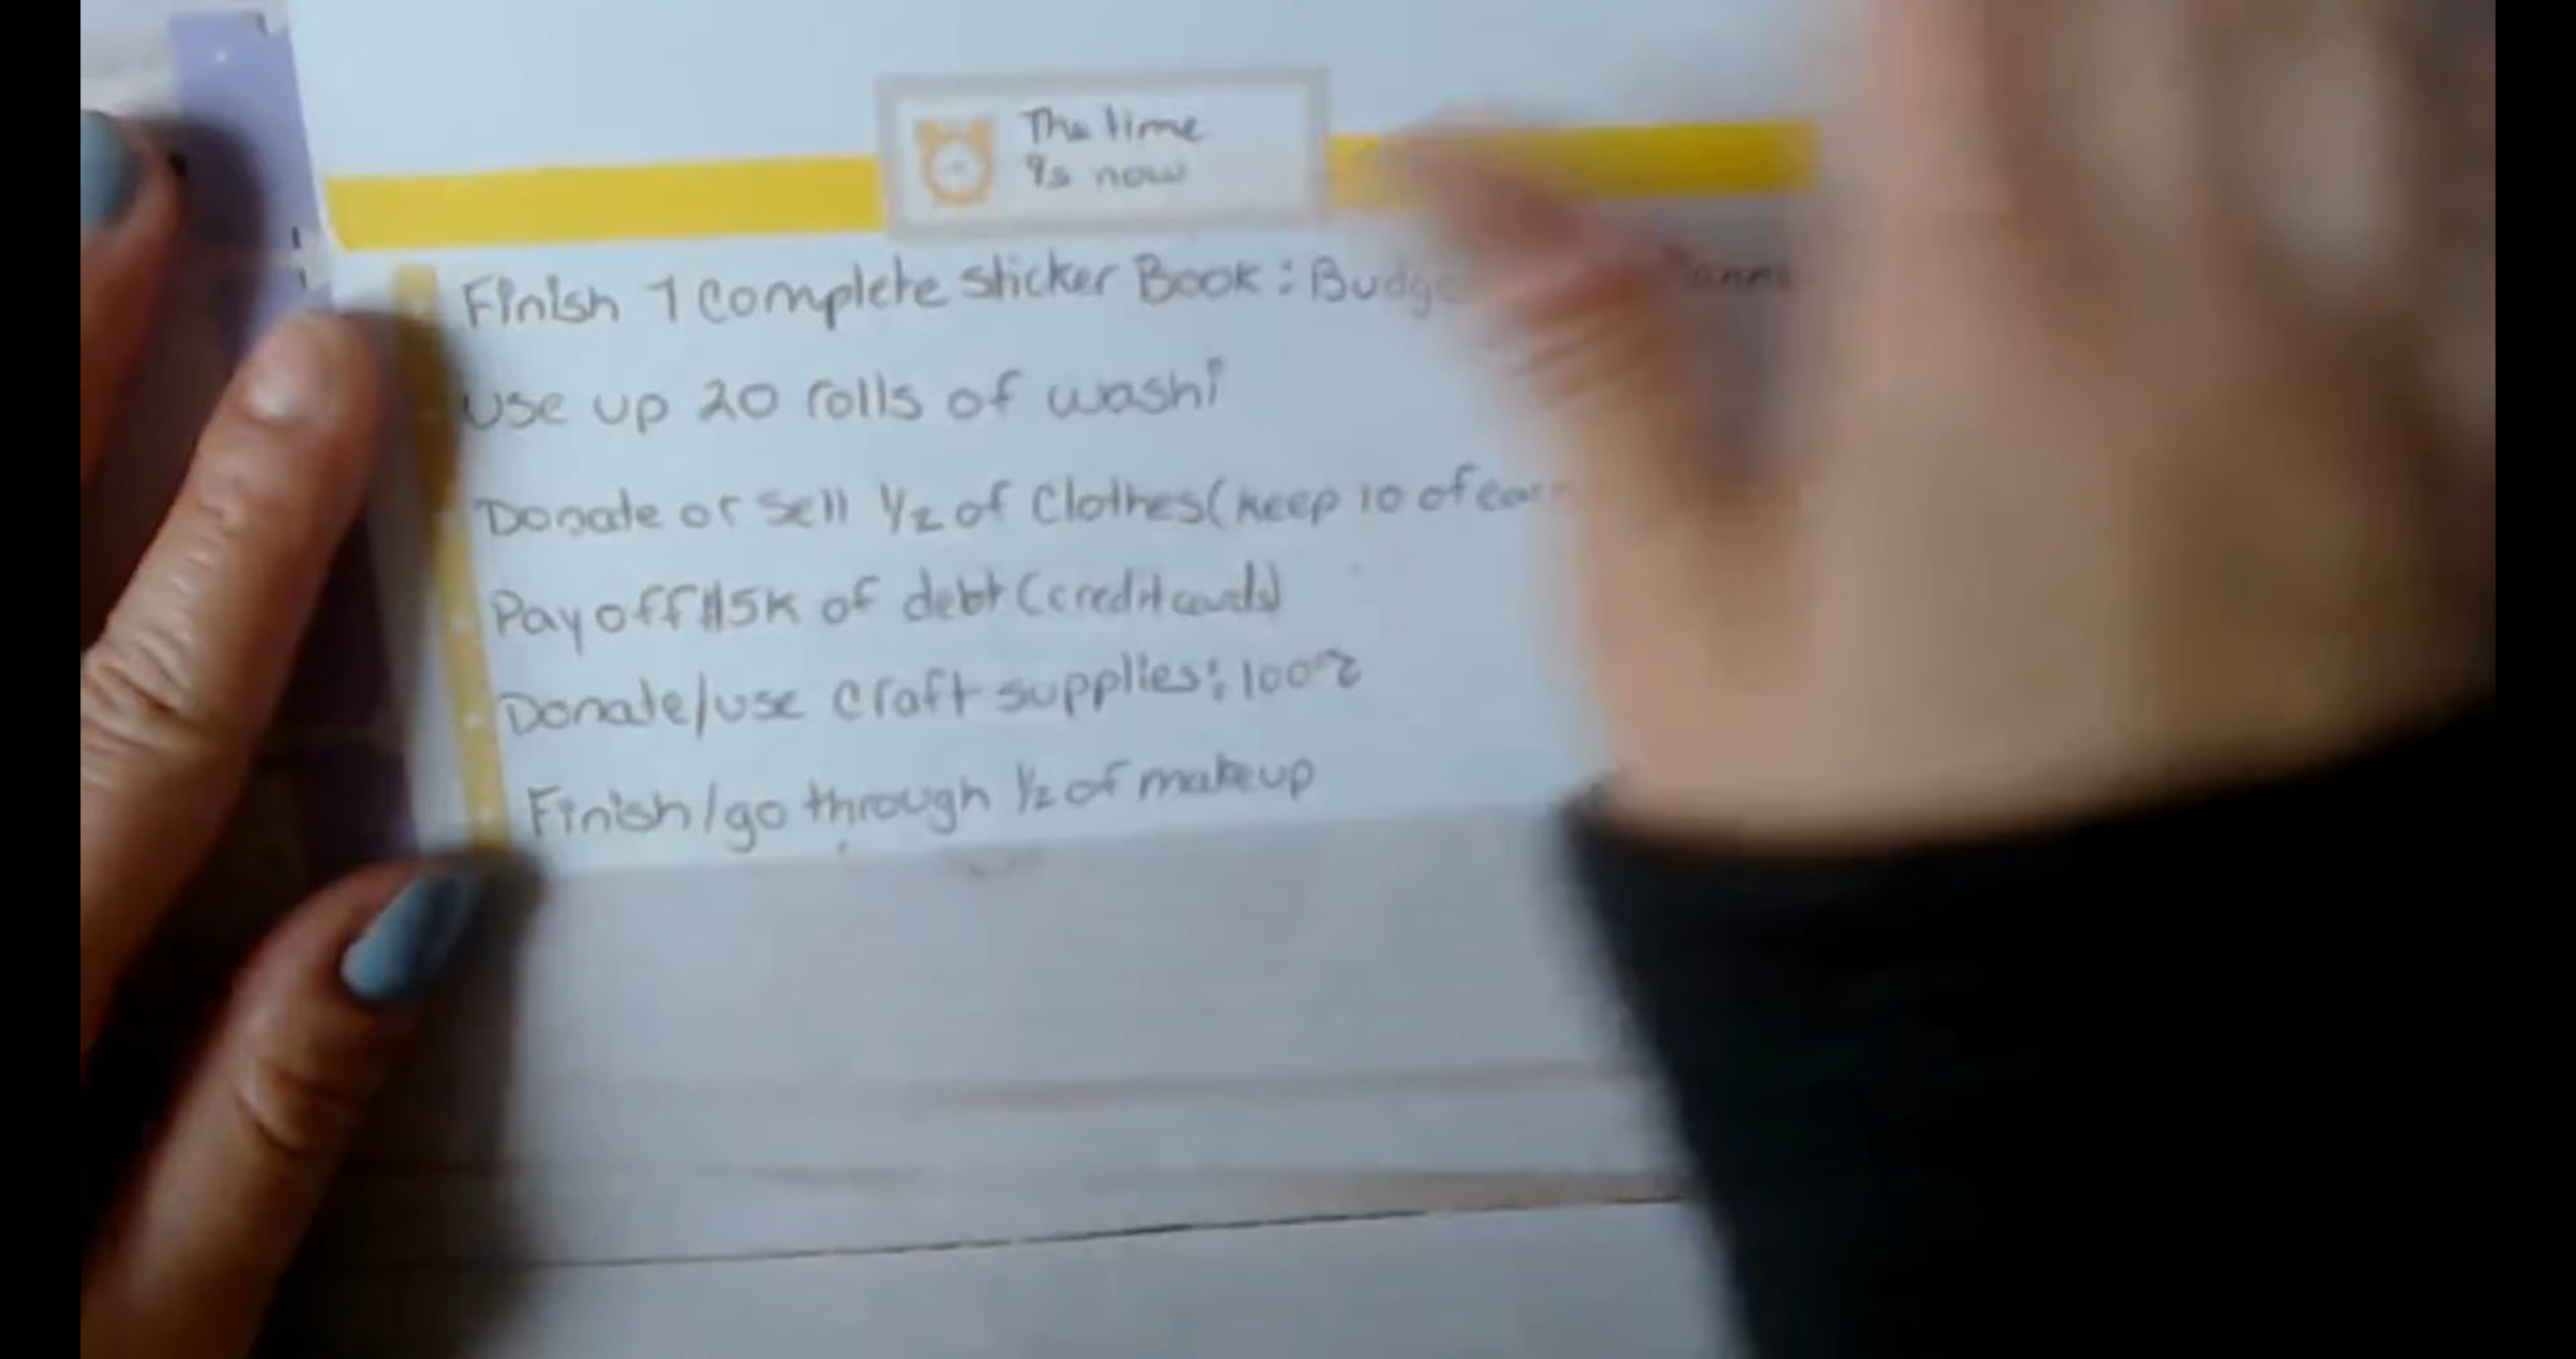 The time
is now
Finish 1 Complete sticker Book: Budge
Use up 20 rolls of washi
Donate or Sell 1/2 of Clothes (keep 10 of
Pay off $15K of debt (credit cards)
Donate/use craft supplies: 100%
Finish/go through 1/2 of makeup